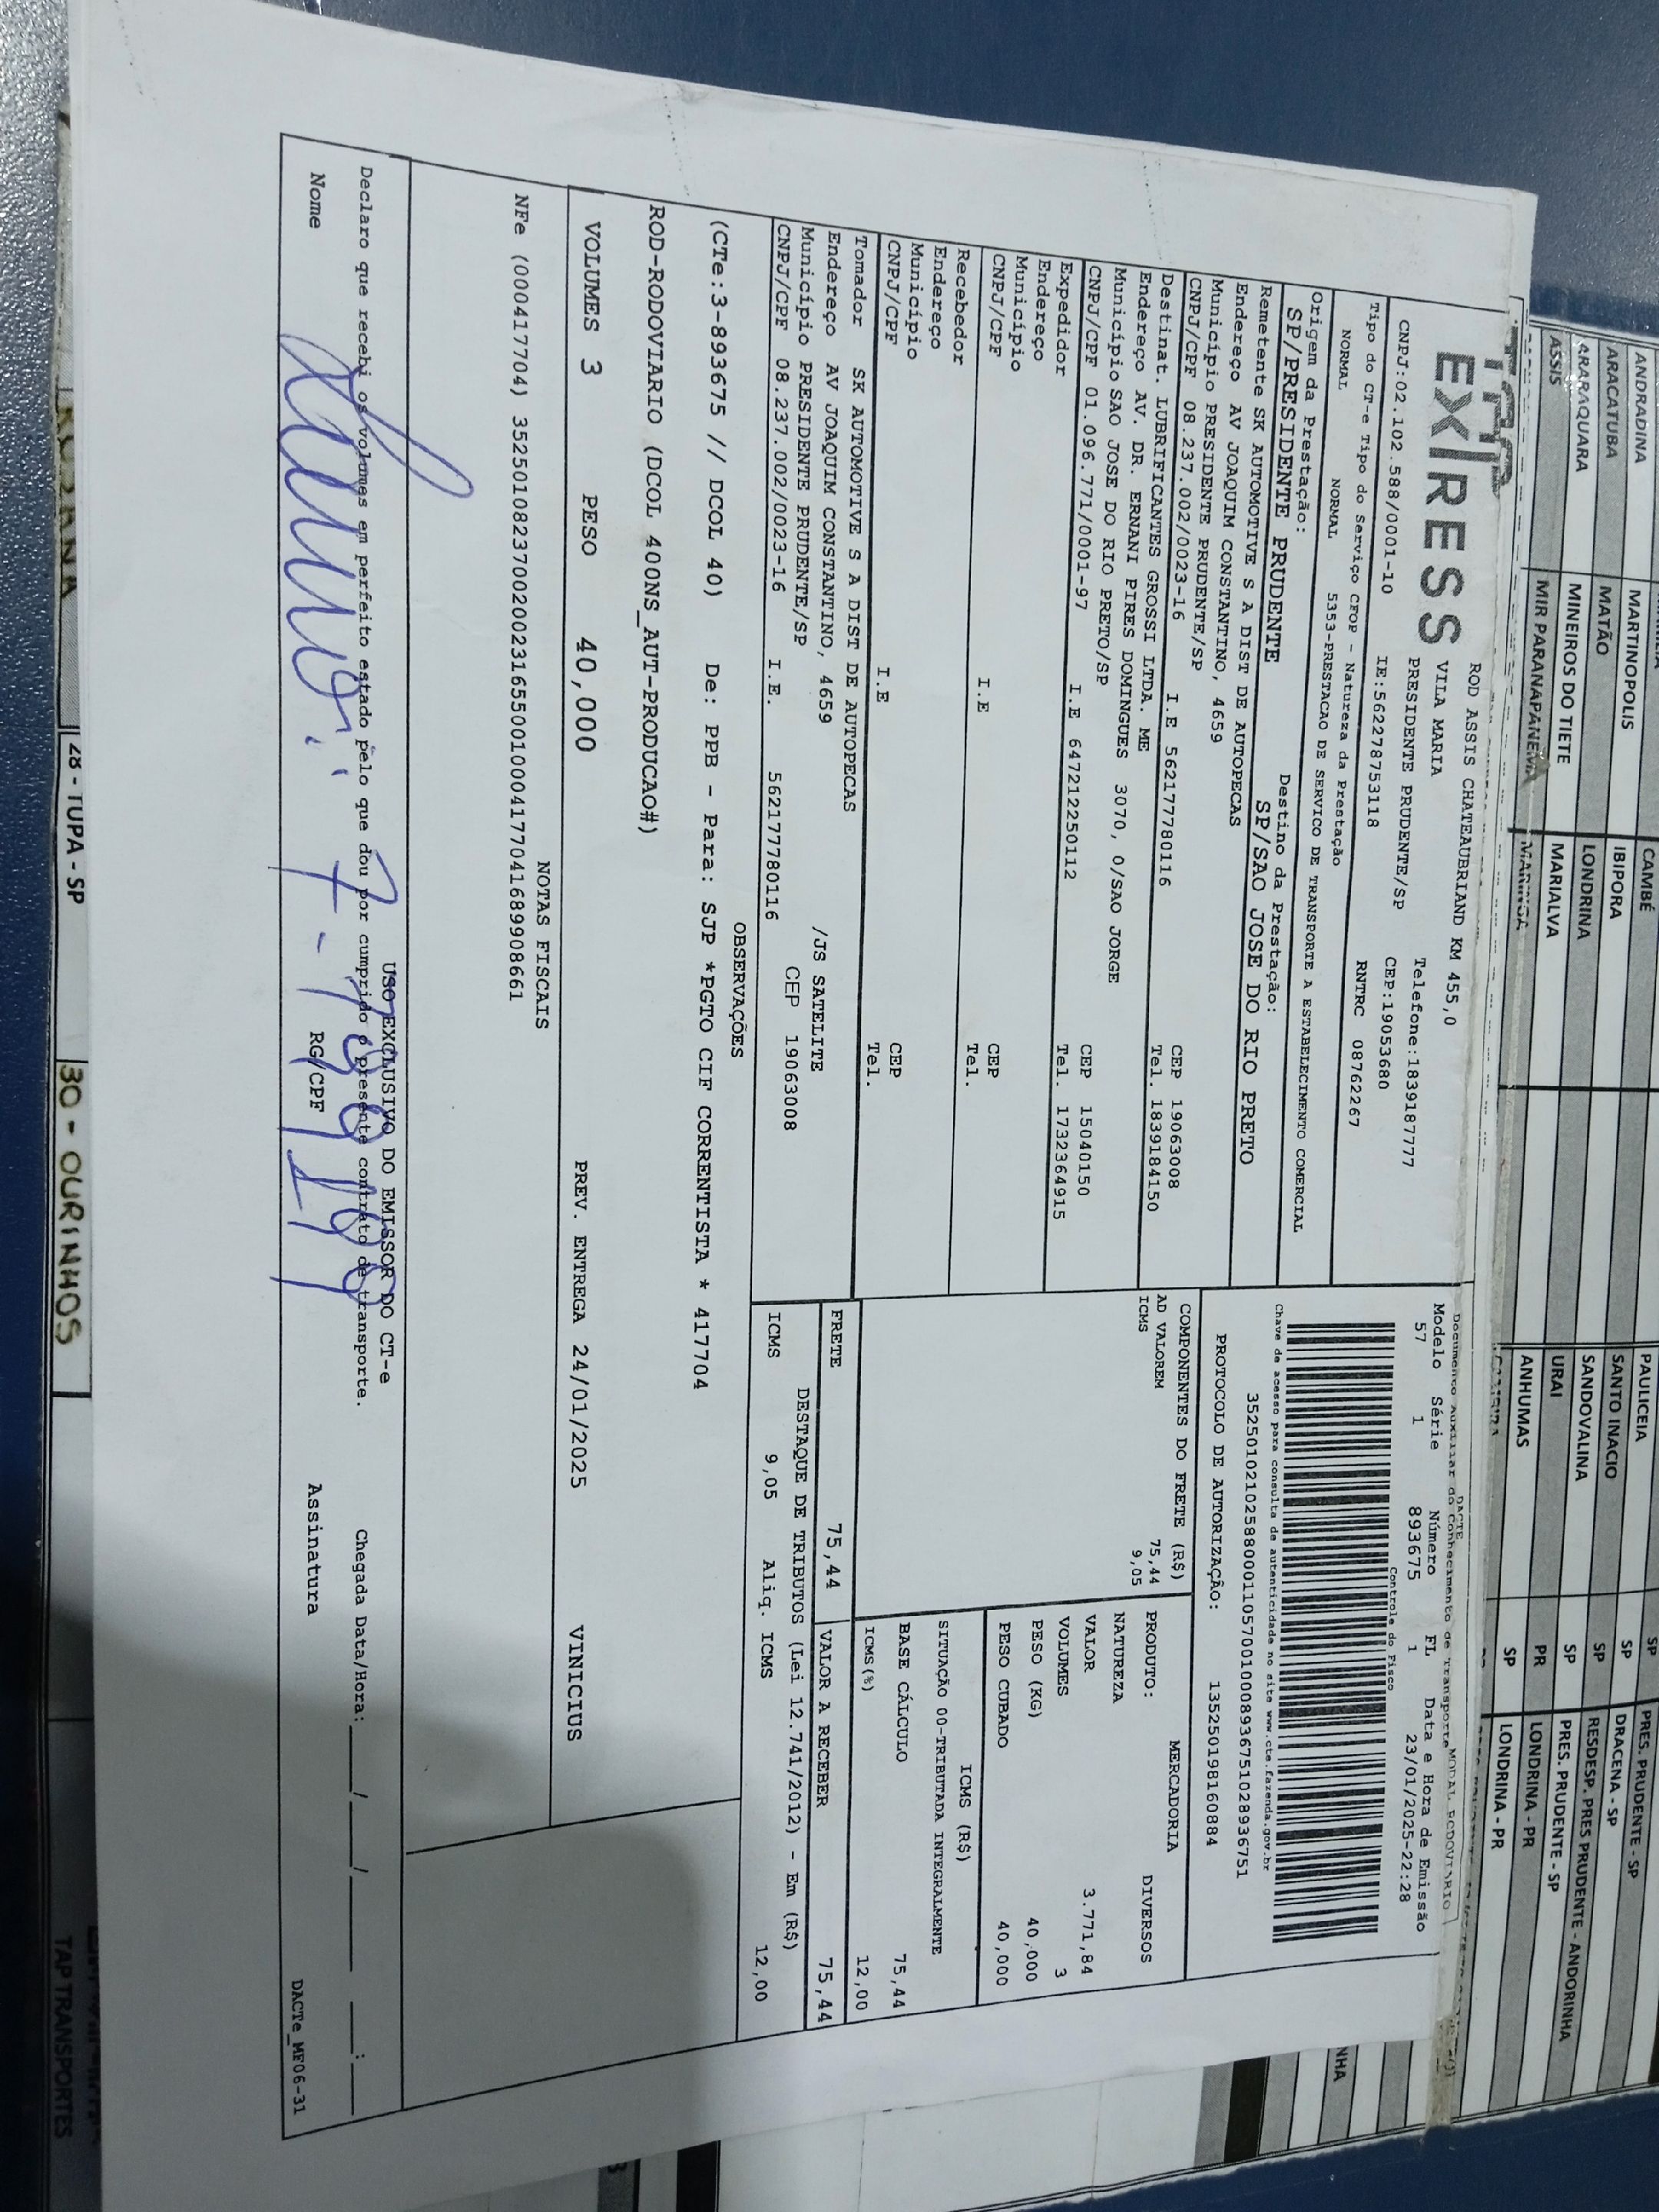 EXPRESS
ROD ASSIS CHATEAUBRIAND KM 455,0
VILA MARIA Telefone:1839187777
PRESIDENTE PRUDENTE/SP CEP:19053680
CNPJ:02.102.588/0001-10 IE:562278753118 RNTRC 08762267
Tipo do CT-e Tipo do Serviço CFOP - Natureza da Prestação
NORMAL NORMAL 5353-PRESTACAO DE SERVICO DE TRANSPORTE A ESTABELECIMENTO COMERCIAL
Origem da Prestação: Destino da Prestação:
SP/PRESIDENTE PRUDENTE SP/SAO JOSE DO RIO PRETO
Remetente SK AUTOMOTIVE S A DIST DE AUTOPECAS
Endereço AV JOAQUIM CONSTANTINO, 4659
Município PRESIDENTE PRUDENTE/SP CEP 19063008
CNPJ/CPF 08.237.002/0023-16 I.E 562177780116 Tel. 1839184150
Destinat. LUBRIFICANTES GROSSI LTDA. ME
Endereço AV. DR. ERNANI PIRES DOMINGUES 3070, 0/SAO JORGE
Município SAO JOSE DO RIO PRETO/SP CEP 15040150
CNPJ/CPF 01.096.771/0001-97 I.E 647212250112 Tel. 1732364915
Expedidor
Endereço
Município CEP
CNPJ/CPF I.E Tel.
Recebedor
Endereço
Município CEP
CNPJ/CPF I.E Tel.
Tomador SK AUTOMOTIVE S A DIST DE AUTOPECAS
Endereço AV JOAQUIM CONSTANTINO, 4659 /JS SATELITE
Município PRESIDENTE PRUDENTE/SP CEP 19063008
CNPJ/CPF 08.237.002/0023-16 I.E. 562177780116
DACTE
Documento Auxiliar do Conhecimento de Transporte MODAL RODOVIARIO
Modelo Série Número FL Data e Hora de Emissão
57 1 893675 1 23/01/2025-22:28
Controle do Fisco
Chave de acesso para consulta de autenticidade no site www.cte.fazenda.gov.br
35250102102588000110570010008936751028936751
PROTOCOLO DE AUTORIZAÇÃO: 135250198160884
COMPONENTES DO FRETE (R$)
AD VALOREM 75,44
ICMS 9,05
MERCADORIA
PRODUTO: DIVERSOS
NATUREZA
VALOR 3.771,84
VOLUMES 3
PESO (KG) 40,000
PESO CUBADO 40,000
ICMS (R$)
SITUAÇÃO 00-TRIBUTADA INTEGRALMENTE
BASE CÁLCULO 75,44
ICMS(%) 12,00
FRETE 75,44 VALOR A RECEBER 75,44
DESTAQUE DE TRIBUTOS (Lei 12.741/2012) - Em (R$)
ICMS 9,05 Aliq. ICMS 12,00
OBSERVAÇÕES
(CTe:3-893675 // DCOL 40) De: PPB - Para: SJP *PGTO CIF CORRENTISTA * 417704
ROD-RODOVIARIO (DCOL 400NS_AUT-PRODUCAO#)
VOLUMES 3 PESO 40,000 PREV. ENTREGA 24/01/2025 VINICIUS
NOTAS FISCAIS
NFe (000417704) 35250108237002002316550010004177041689908661
USO EXCLUSIVO DO EMISSOR DO CT-e
Declaro que recebi os volumes em perfeito estado pelo que dou por cumprido o presente contrato de transporte. Chegada Data/Hora:____/____/______ ____:____
Nome RG/CPF Assinatura
DACTe_MF06-31
ANDRADINA MARTINOPOLIS CAMBÉ PAULICEIA SP PRES. PRUDENTE - SP
ARACATUBA MATÃO IBIPORA SANTO INACIO SP DRACENA - SP
ARARAQUARA MINEIROS DO TIETE LONDRINA SANDOVALINA SP RESDESP. PRES PRUDENTE - ANDORINHA
ASSIS MIR PARANAPANEMA MARIALVA URAI SP PRES. PRUDENTE - SP
ANHUMAS PR LONDRINA - PR
MARINGA SP LONDRINA - PR
28 - TUPA - SP
30 - OURINHOS
TAP TRANSPORTES